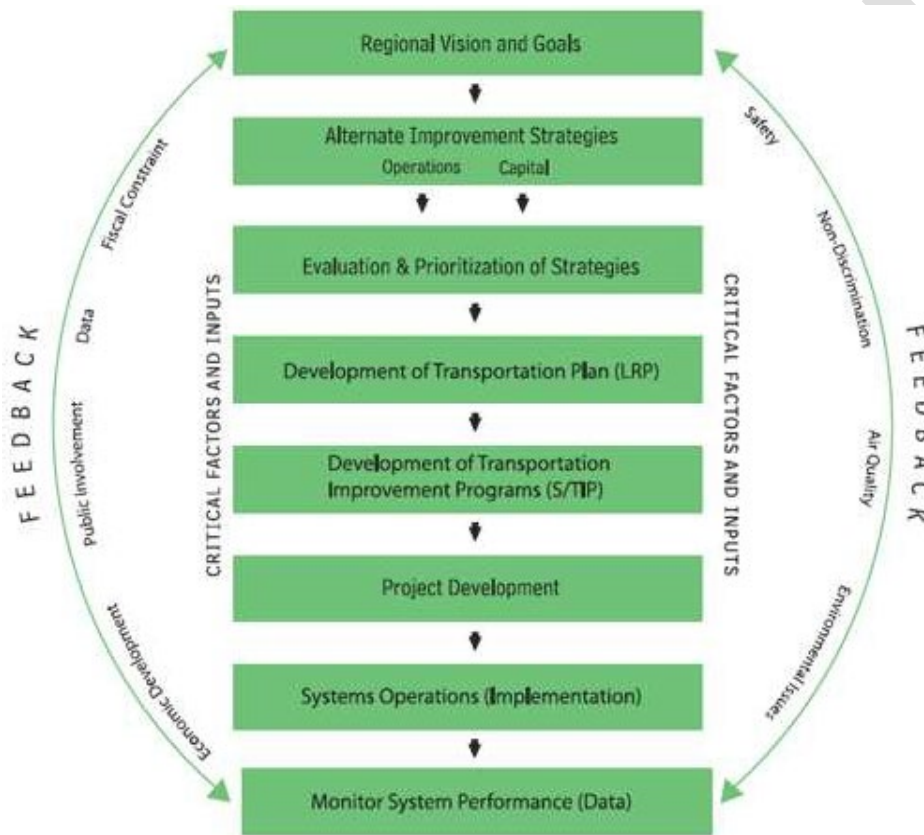 Regional Vision and Goals
Alternate Improvement Strategies
Operations Capital
Evaluation & Prioritization of Strategies
Development of Transportation Plan (LRP)
Development of Transportation
Improvement Programs (S/TIP)
Project Development
Systems Operations (Implementation)
Monitor System Performance (Data)
FEEDBACK
Fiscal Constraint
Data
Public Involvement
Economic Development
CRITICAL FACTORS AND INPUTS
CRITICAL FACTORS AND INPUTS
Safety
Non-Discrimination
Air Quality
Environmental Issues
FEEDBACK